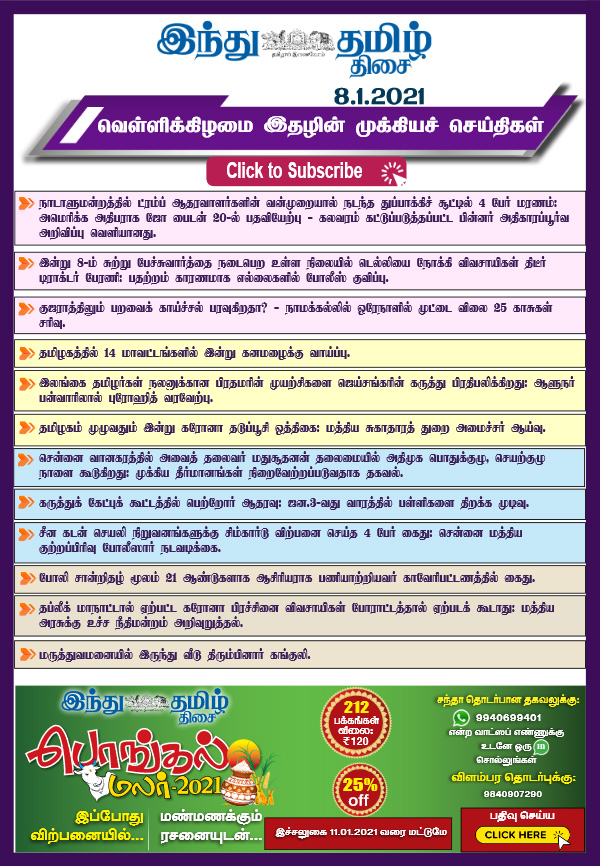 இந்து தமிழ்
தமிழால் இணைவோம்
திசை
8.1.2021
வெள்ளிக்கிழமை இதழின் முக்கியச் செய்திகள்
Click to Subscribe
நாடாளுமன்றத்தில் ட்ரம்ப் ஆதரவாளர்களின் வன்முறையால் நடந்த துப்பாக்கிச் சூட்டில் 4 பேர் மரணம்:
அமெரிக்க அதிபராக ஜோ பைடன் 20-ல் பதவியேற்பு - கலவரம் கட்டுப்படுத்தப்பட்ட பின்னர் அதிகாரப்பூர்வ
அறிவிப்பு வெளியானது.
இன்று 8-ம் சுற்று பேச்சுவார்த்தை நடைபெற உள்ள நிலையில் டெல்லியை நோக்கி விவசாயிகள் திடீர்
டிராக்டர் பேரணி: பதற்றம் காரணமாக எல்லைகளில் போலீஸ் குவிப்பு.
குஜராத்திலும் பறவைக் காய்ச்சல் பரவுகிறதா? - நாமக்கல்லில் ஒரேநாளில் முட்டை விலை 25 காசுகள்
சரிவு.
தமிழகத்தில் 14 மாவட்டங்களில் இன்று கனமழைக்கு வாய்ப்பு.
இலங்கை தமிழர்கள் நலனுக்கான பிரதமரின் முயற்சிகளை ஜெய்சங்கரின் கருத்து பிரதிபலிக்கிறது: ஆளுநர்
பன்வாரிலால் புரோஹித் வரவேற்பு.
தமிழகம் முழுவதும் இன்று கரோனா தடுப்பூசி ஒத்திகை: மத்திய சுகாதாரத் துறை அமைச்சர் ஆய்வு.
சென்னை வானகரத்தில் அவைத் தலைவர் மதுசூதனன் தலைமையில் அதிமுக பொதுக்குழு, செயற்குழு
நாளை கூடுகிறது: முக்கிய தீர்மானங்கள் நிறைவேற்றப்படுவதாக தகவல்.
கருத்துக் கேட்புக் கூட்டத்தில் பெற்றோர் ஆதரவு: ஜன.3-வது வாரத்தில் பள்ளிகளை திறக்க முடிவு.
சீன கடன் செயலி நிறுவனங்களுக்கு சிம்கார்டு விற்பனை செய்த 4 பேர் கைது: சென்னை மத்திய
குற்றப்பிரிவு போலீஸார் நடவடிக்கை.
போலி சான்றிதழ் மூலம் 21 ஆண்டுகளாக ஆசிரியராக பணியாற்றியவர் காவேரிபட்டணத்தில் கைது.
தப்லீக் மாநாட்டால் ஏற்பட்ட கரோனா பிரச்சினை விவசாயிகள் போராட்டத்தால் ஏற்படக் கூடாது: மத்திய
அரசுக்கு உச்ச நீதிமன்றம் அறிவுறுத்தல்.
மருத்துவமனையில் இருந்து வீடு திரும்பினார் கங்குலி.
இந்து தமிழ்
திசை
பொங்கல்
மலர்-2021
இப்போது
விற்பனையில்...
மண்மணக்கும்
ரசனையுடன்...
212
பக்கங்கள்
விலை:
₹120
25%
off
இச்சலுகை 11.01.2021 வரை மட்டுமே
சந்தா தொடர்பான தகவலுக்கு:
9940699401
என்ற வாட்ஸப் எண்ணுக்கு
உடனே ஒரு hi
சொல்லுங்கள்
விளம்பர தொடர்புக்கு:
9840907290
பதிவு செய்ய
CLICK HERE